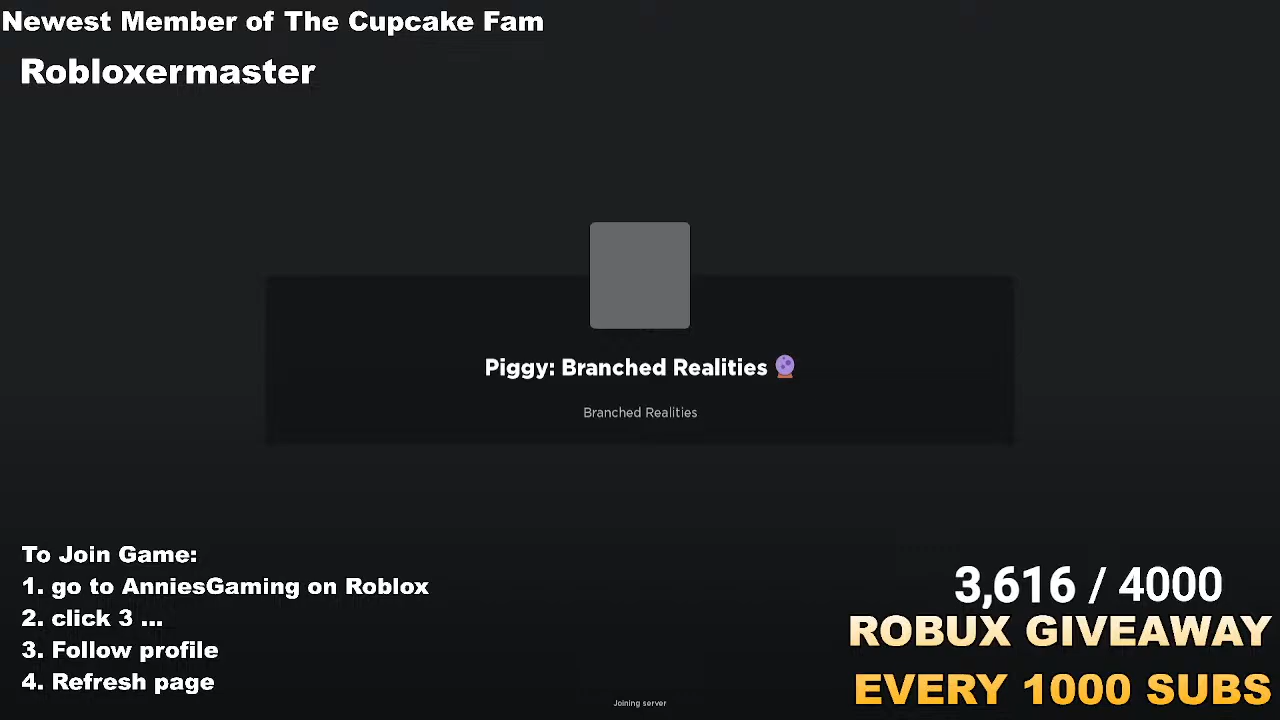 Newest Member of The Cupcake Fam
Robloxermaster
Piggy: Branched Realities 🔮
Branched Realities
To Join Game:
1. go to AnniesGaming on Roblox
2. click 3 ...
3. Follow profile
4. Refresh page
3,616 / 4000
ROBUX GIVEAWAY
EVERY 1000 SUBS
Joining server